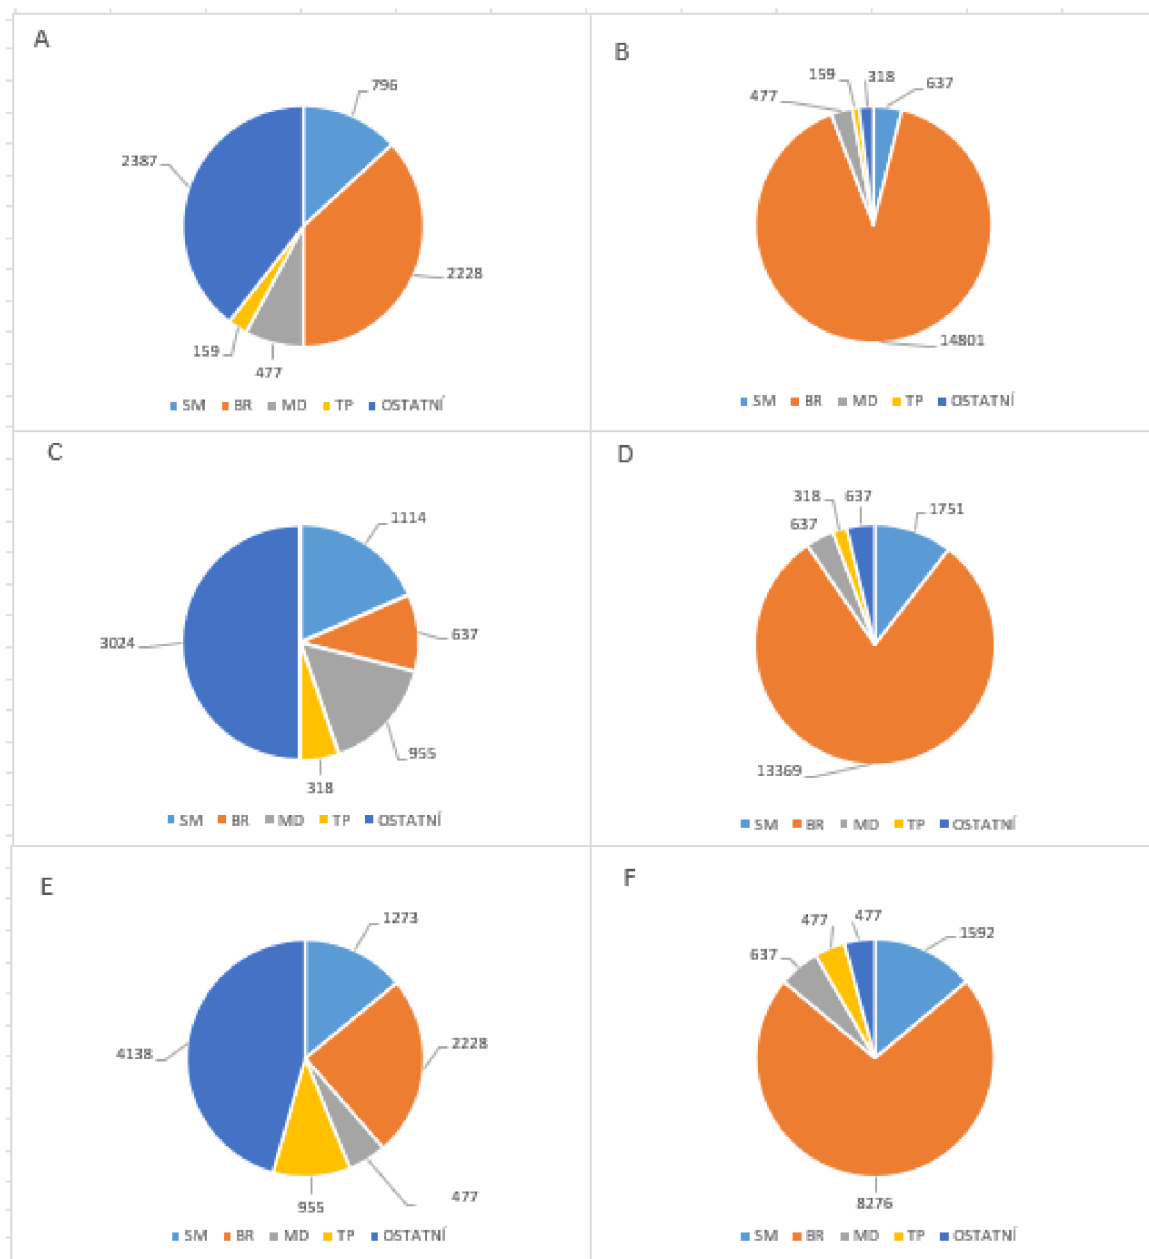 A
796
2387
2228
159
477
SM BR MD TP OSTATNÍ
B
159 318 637
477
14801
SM BR MD TP OSTATNÍ
C
1114
3024
637
955
318
SM BR MD TP OSTATNÍ
D
318 637 1751
637
13369
SM BR MD TP OSTATNÍ
E
1273
4138
2228
477
955
SM BR MD TP OSTATNÍ
F
477 477 1592
637
8276
SM BR MD TP OSTATNÍ